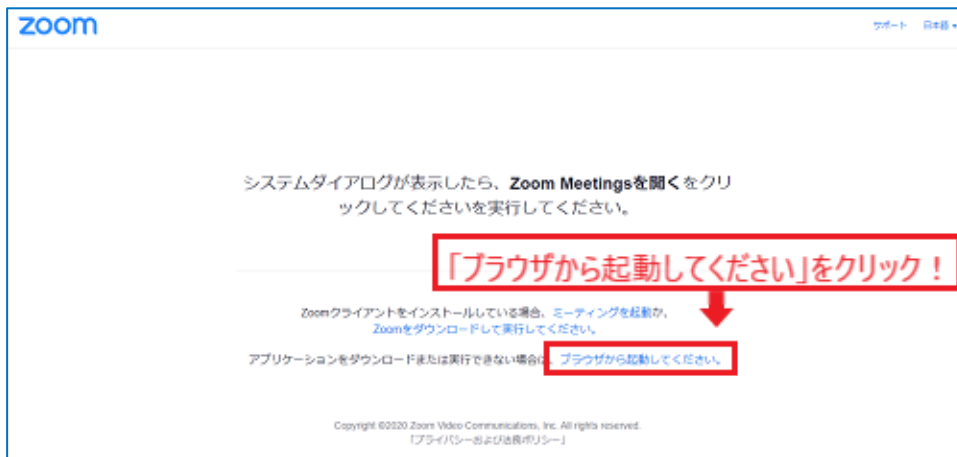 zoom
サポート 日本語
システムダイアログが表示したら、Zoom Meetingsを開くをクリ
ックしてくださいを実行してください。
「ブラウザから起動してください」をクリック！
Zoomクライアントをインストールしている場合、ミーティングを起動か、
Zoomをダウンロードして実行してください。
アプリケーションをダウンロードまたは実行できない場合は、ブラウザから起動してください。
Copyright ©2020 Zoom Video Communications, Inc. All rights reserved.
「プライバシーおよび法務ポリシー」